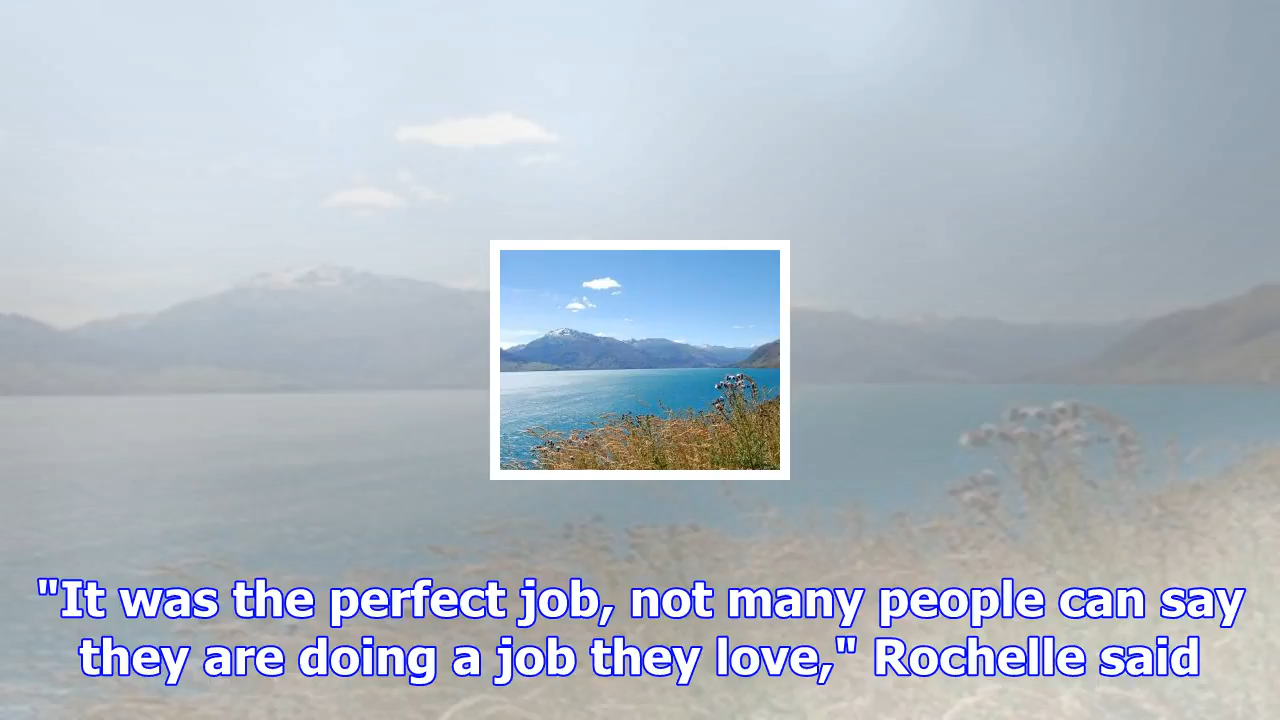 "It was the perfect job, not many people can say
they are doing a job they love," Rochelle said